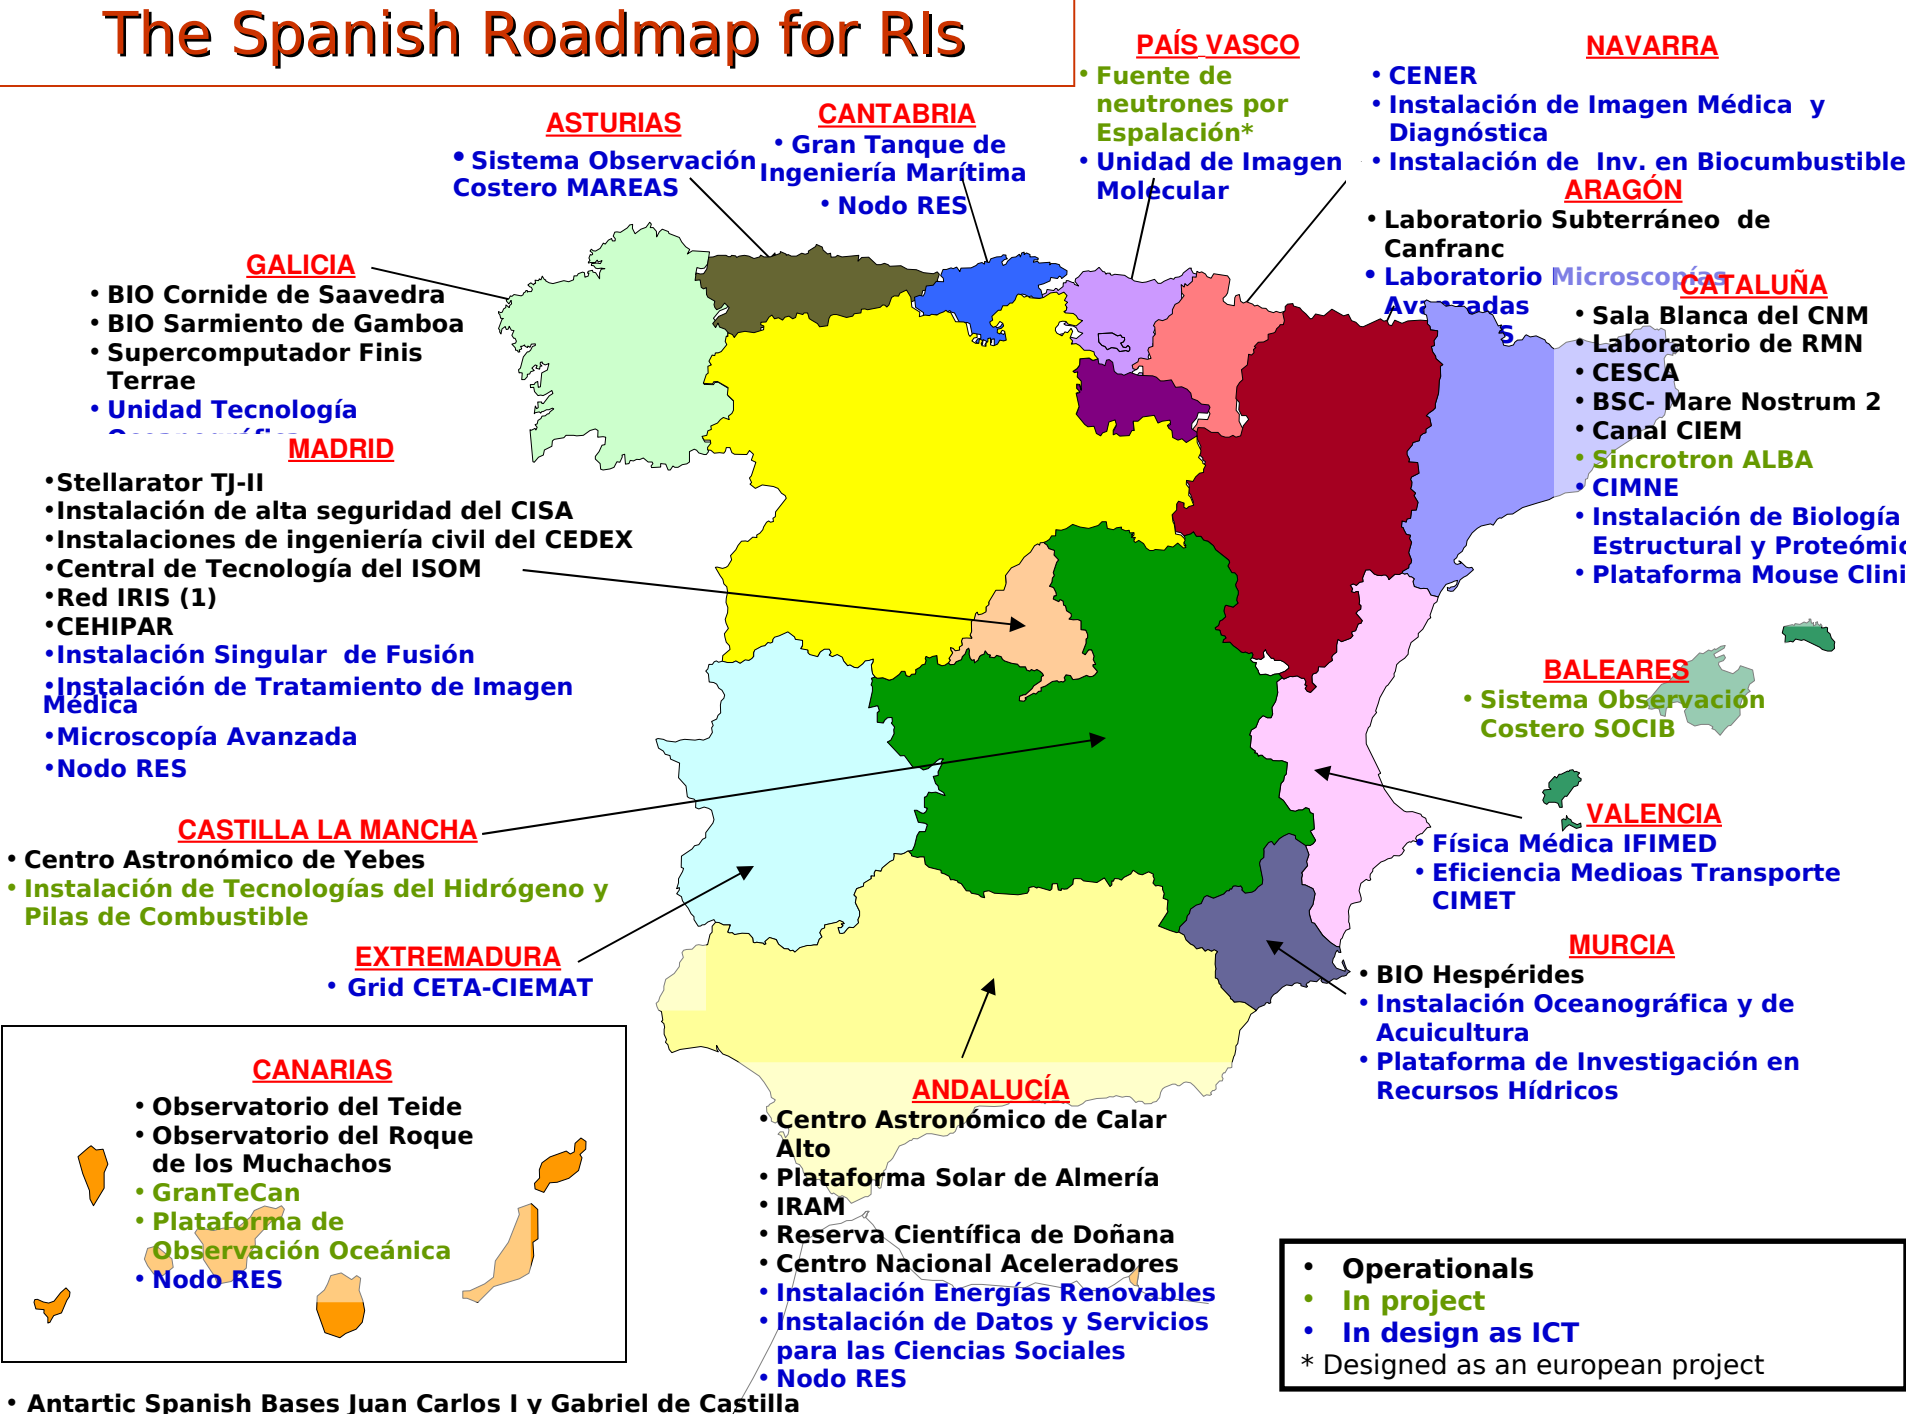 The Spanish Roadmap for RIs
PAÍS VASCO
• Fuente de
neutrones por
Espalación*
• Unidad de Imagen
Molecular
NAVARRA
• CENER
• Instalación de Imagen Médica y
Diagnóstica
• Instalación de Inv. en Biocumbustible
ASTURIAS
• Sistema Observación
Costero MAREAS
CANTABRIA
• Gran Tanque de
Ingeniería Marítima
• Nodo RES
ARAGÓN
• Laboratorio Subterráneo de
Canfranc
• Laboratorio Microscopías
Avanzadas
S
GALICIA
• BIO Cornide de Saavedra
• BIO Sarmiento de Gamboa
• Supercomputador Finis
Terrae
• Unidad Tecnología
CATALUÑA
• Sala Blanca del CNM
• Laboratorio de RMN
• CESCA
• BSC- Mare Nostrum 2
• Canal CIEM
• Sincrotron ALBA
• CIMNE
• Instalación de Biología
Estructural y Proteómic
• Plataforma Mouse Clini
MADRID
•Stellarator TJ-II
•Instalación de alta seguridad del CISA
•Instalaciones de ingeniería civil del CEDEX
•Central de Tecnología del ISOM
•Red IRIS (1)
•CEHIPAR
•Instalación Singular de Fusión
•Instalación de Tratamiento de Imagen
Médica
•Microscopía Avanzada
•Nodo RES
BALEARES
• Sistema Observación
Costero SOCIB
VALENCIA
• Física Médica IFIMED
• Eficiencia Medioas Transporte
CIMET
CASTILLA LA MANCHA
• Centro Astronómico de Yebes
• Instalación de Tecnologías del Hidrógeno y
Pilas de Combustible
EXTREMADURA
• Grid CETA-CIEMAT
MURCIA
• BIO Hespérides
• Instalación Oceanográfica y de
Acuicultura
• Plataforma de Investigación en
Recursos Hídricos
CANARIAS
• Observatorio del Teide
• Observatorio del Roque
de los Muchachos
• GranTeCan
• Plataforma de
Observación Oceánica
• Nodo RES
ANDALUCÍA
• Centro Astronómico de Calar
Alto
• Plataforma Solar de Almería
• IRAM
• Reserva Científica de Doñana
• Centro Nacional Aceleradores
• Instalación Energías Renovables
• Instalación de Datos y Servicios
para las Ciencias Sociales
• Nodo RES
• Operationals
• In project
• In design as ICT
* Designed as an european project
• Antartic Spanish Bases Juan Carlos I y Gabriel de Castilla